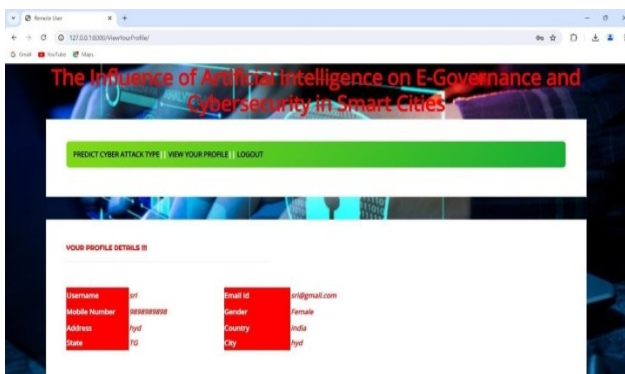 Remote User
127.0.0.1:8000/ViewYourProfile/
Gmail YouTube Maps
The Influence of Artificial Intelligence on E-Governance and
Cybersecurity in Smart Cities
PREDICT CYBER ATTACK TYPE || VIEW YOUR PROFILE || LOGOUT
YOUR PROFILE DETAILS !!!
Username sri Email Id sri@gmail.com
Mobile Number 9898989898 Gender Female
Address hyd Country India
State TG City hyd